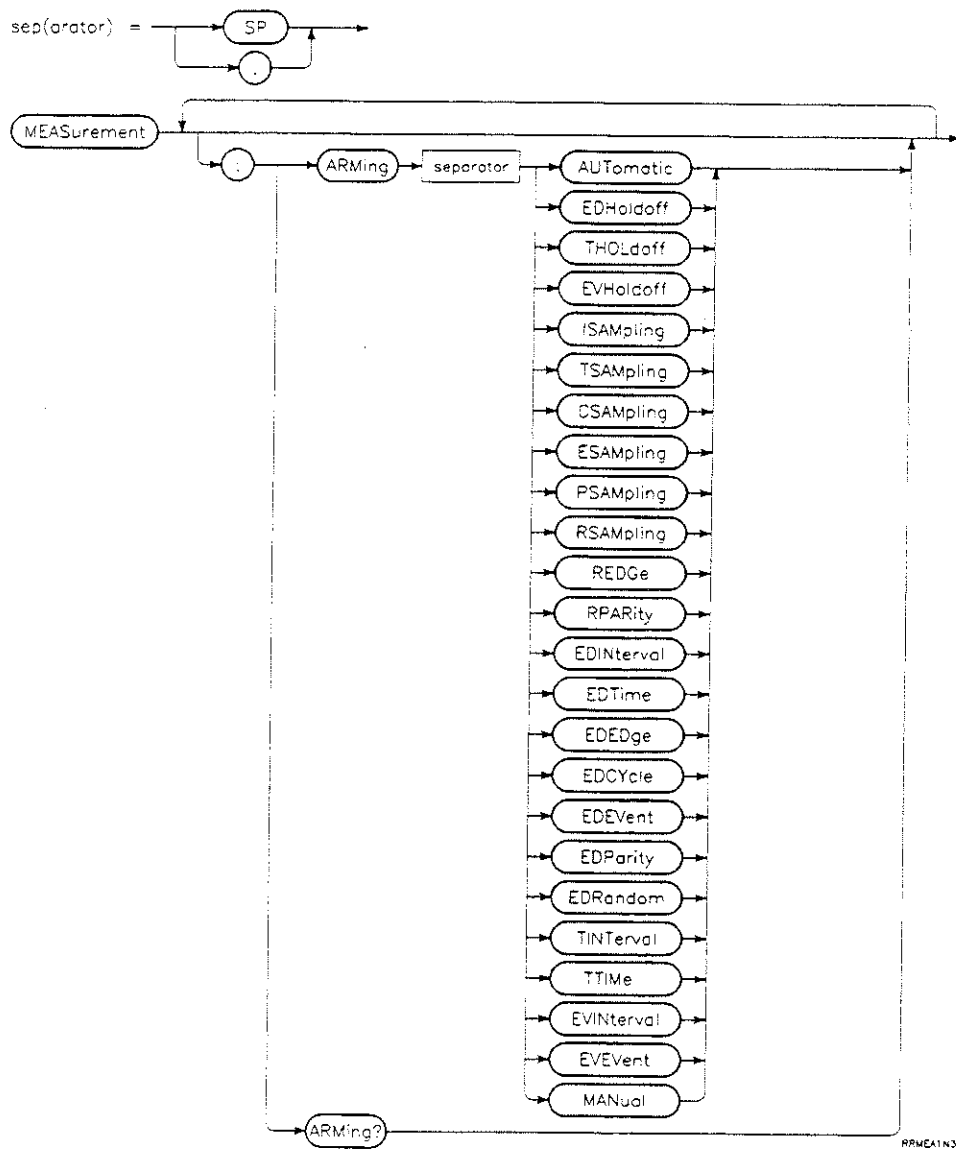 sep(arator) = SP
,
MEASurement
: ARMing separator AUTomatic
EDHoldoff
THOLdoff
EVHoldoff
ISAMpling
TSAMpling
CSAMpling
ESAMpling
PSAMpling
RSAMpling
REDGe
RPARity
EDINterval
EDTime
EDEDge
EDCYcle
EDEVent
EDParity
EDRandom
TINTerval
TTIMe
EVINterval
EVEVent
MANual
ARMing?
RRMEA1N3